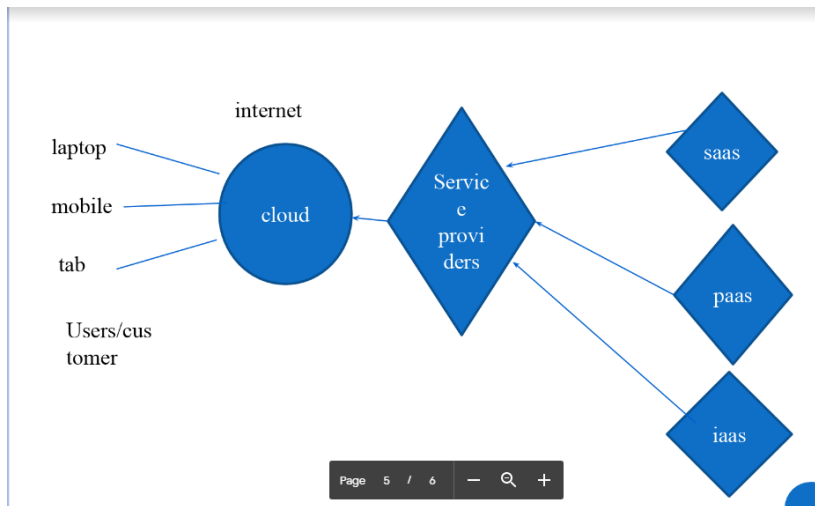 internet
laptop
mobile
tab
Users/cus
tomer
cloud
Servic
e
provi
ders
saas
paas
iaas
Page 5 / 6